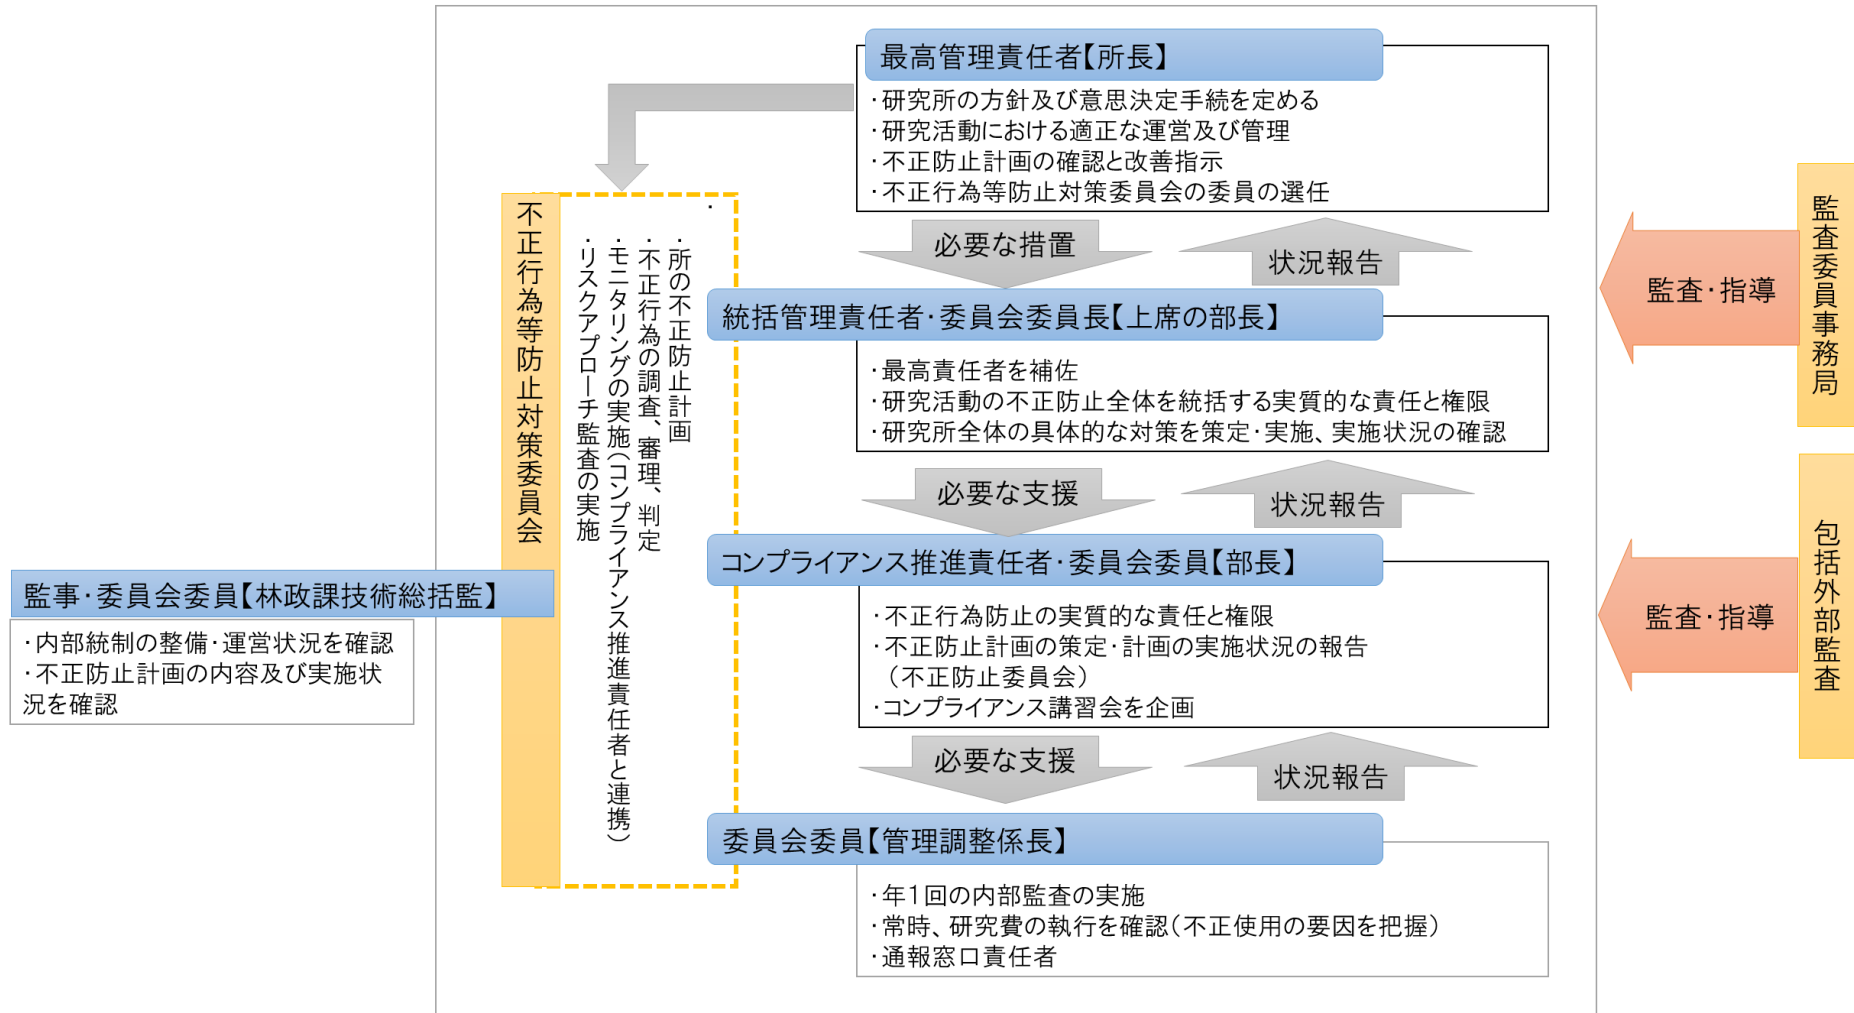 最高管理責任者【所長】
・研究所の方針及び意思決定手続を定める
・研究活動における適正な運営及び管理
・不正防止計画の確認と改善指示
・不正行為等防止対策委員会の委員の選任
必要な措置
状況報告
統括管理責任者・委員会委員長【上席の部長】
・最高責任者を補佐
・研究活動の不正防止全体を統括する実質的な責任と権限
・研究所全体の具体的な対策を策定・実施、実施状況の確認
必要な支援
状況報告
コンプライアンス推進責任者・委員会委員【部長】
・不正行為防止の実質的な責任と権限
・不正防止計画の策定・計画の実施状況の報告
（不正防止委員会）
・コンプライアンス講習会を企画
必要な支援
状況報告
委員会委員【管理調整係長】
・年1回の内部監査の実施
・常時、研究費の執行を確認（不正使用の要因を把握）
・通報窓口責任者
不正行為等防止対策委員会
・
・所の不正防止計画
・不正行為の調査、審理、判定
・モニタリングの実施（コンプライアンス推進責任者と連携）
・リスクアプローチ監査の実施
監事・委員会委員【林政課技術総括監】
・内部統制の整備・運営状況を確認
・不正防止計画の内容及び実施状
況を確認
監査・指導
監査委員事務局
監査・指導
包括外部監査